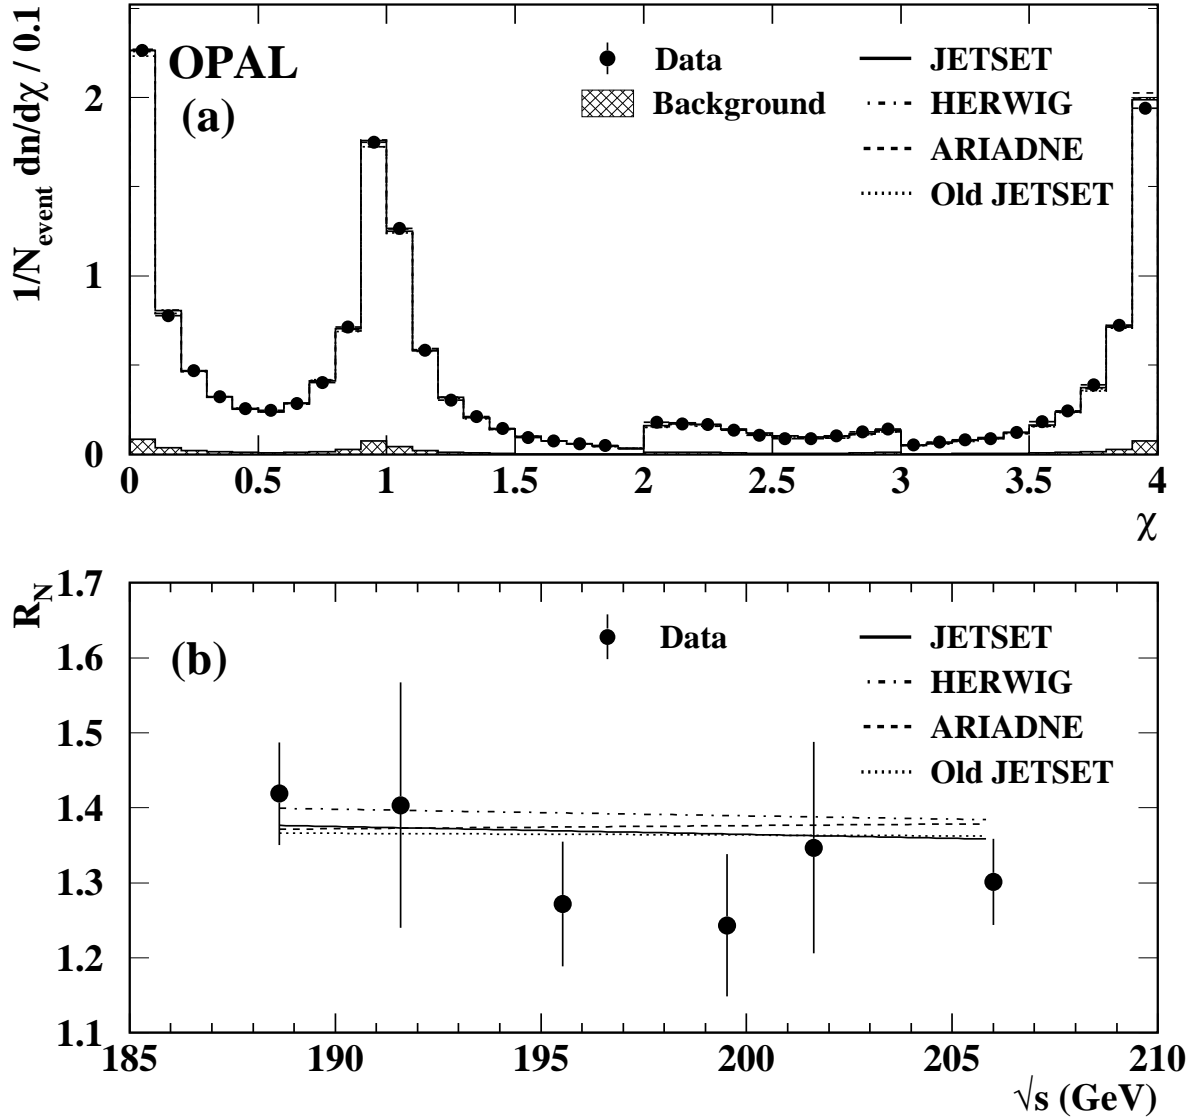 1/N_event dn/dχ / 0.1
OPAL
(a)
Data
Background
JETSET
HERWIG
ARIADNE
Old JETSET
2
1
0
0 0.5 1 1.5 2 2.5 3 3.5 4
χ
R_N
(b)
Data
JETSET
HERWIG
ARIADNE
Old JETSET
1.7
1.6
1.5
1.4
1.3
1.2
1.1
185 190 195 200 205 210
√s (GeV)